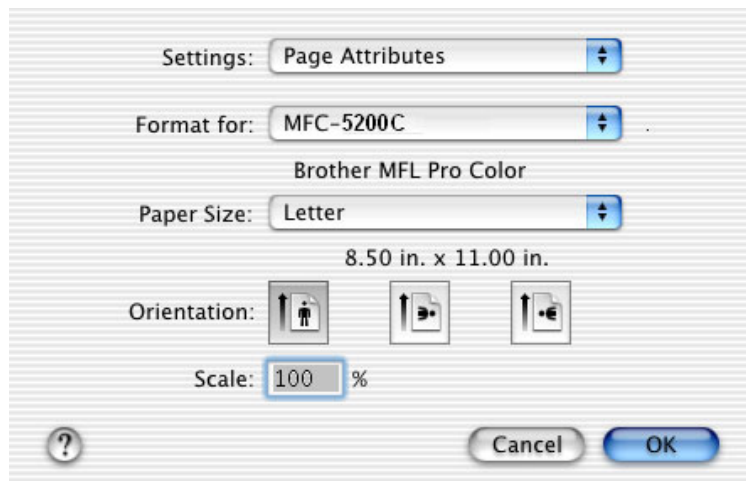 Settings: Page Attributes
Format for: MFC-5200C
Brother MFL Pro Color
Paper Size: Letter
8.50 in. x 11.00 in.
Orientation:
Scale: 100 %
? Cancel OK